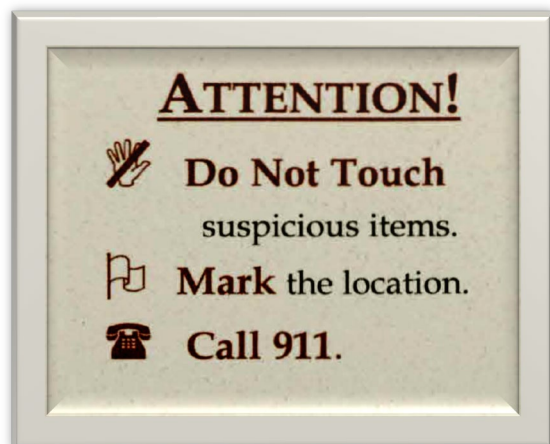 ATTENTION!
Do Not Touch
suspicious items.
Mark the location.
Call 911.